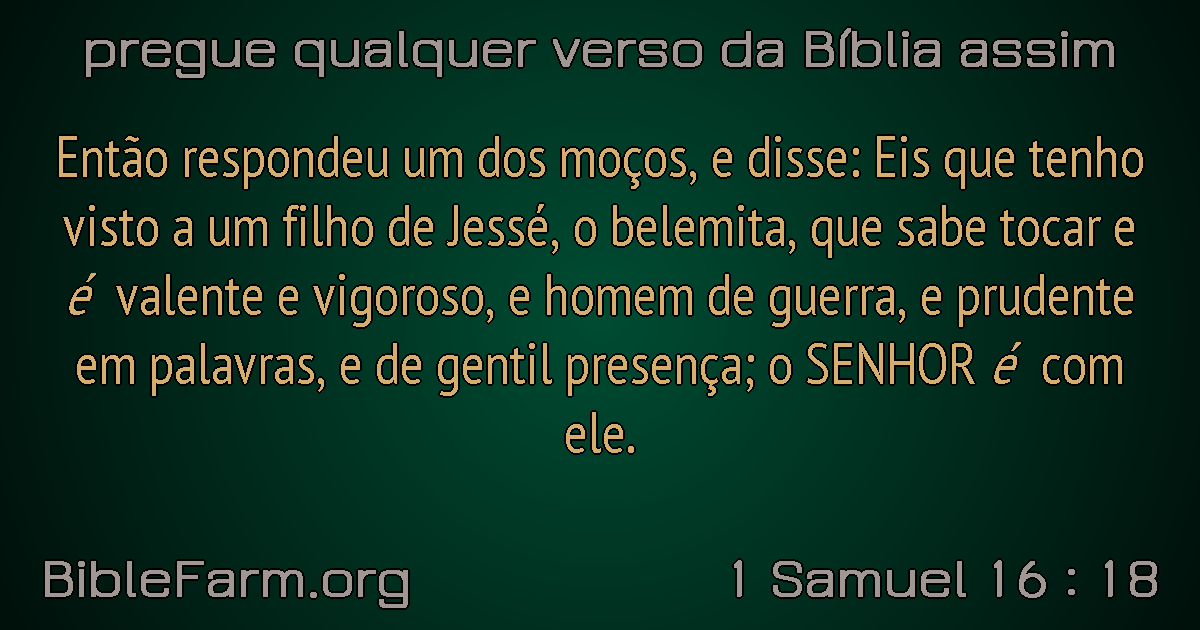 pregue qualquer verso da Bíblia assim
Então respondeu um dos moços, e disse: Eis que tenho
visto a um filho de Jessé, o belemita, que sabe tocar e
é valente e vigoroso, e homem de guerra, e prudente
em palavras, e de gentil presença; o SENHOR é com
ele.
BibleFarm.org
1 Samuel 16 : 18